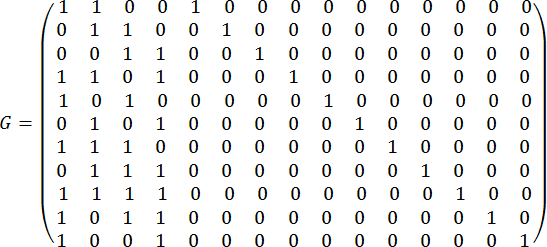 1 1 0 0 1 0 0 0 0 0 0 0 0 0 0
0 1 1 0 0 1 0 0 0 0 0 0 0 0 0
0 0 1 1 0 0 1 0 0 0 0 0 0 0 0
1 1 0 1 0 0 0 1 0 0 0 0 0 0 0
1 0 1 0 0 0 0 0 1 0 0 0 0 0 0
G = 0 1 0 1 0 0 0 0 0 1 0 0 0 0 0
1 1 1 0 0 0 0 0 0 0 1 0 0 0 0
0 1 1 1 0 0 0 0 0 0 0 1 0 0 0
1 1 1 1 0 0 0 0 0 0 0 0 1 0 0
1 0 1 1 0 0 0 0 0 0 0 0 0 1 0
1 0 0 1 0 0 0 0 0 0 0 0 0 0 1